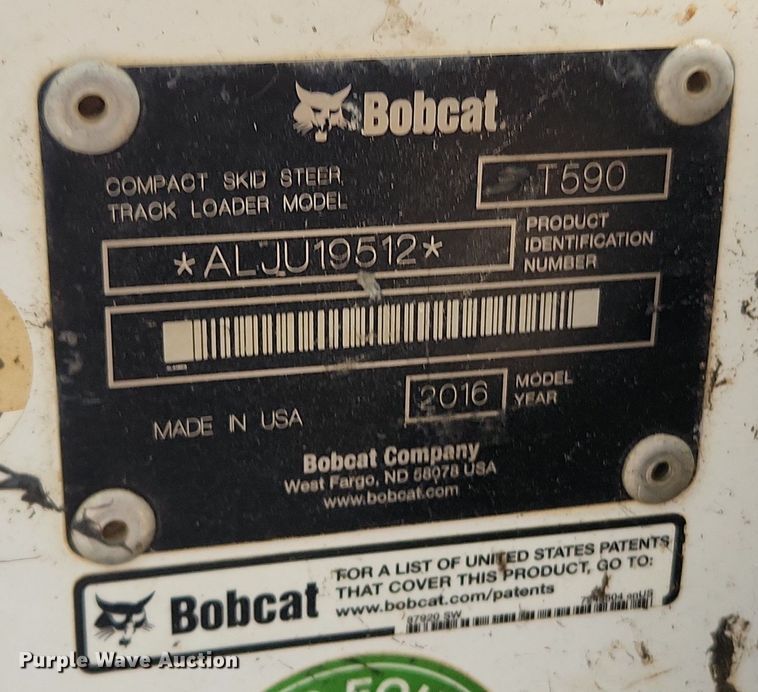 Bobcat.
COMPACT SKID STEER
TRACK LOADER MODEL
T590
*ALJU19512*
PRODUCT
IDENTIFICATION
NUMBER
MADE IN USA
2016
MODEL
YEAR
Bobcat Company
West Fargo, ND 58078 USA
www.bobcat.com
Bobcat
FOR A LIST OF UNITED STATES PATENTS
THAT COVER THIS PRODUCT, GO TO:
www.bobcat.com/patents
Purple Wave Auction